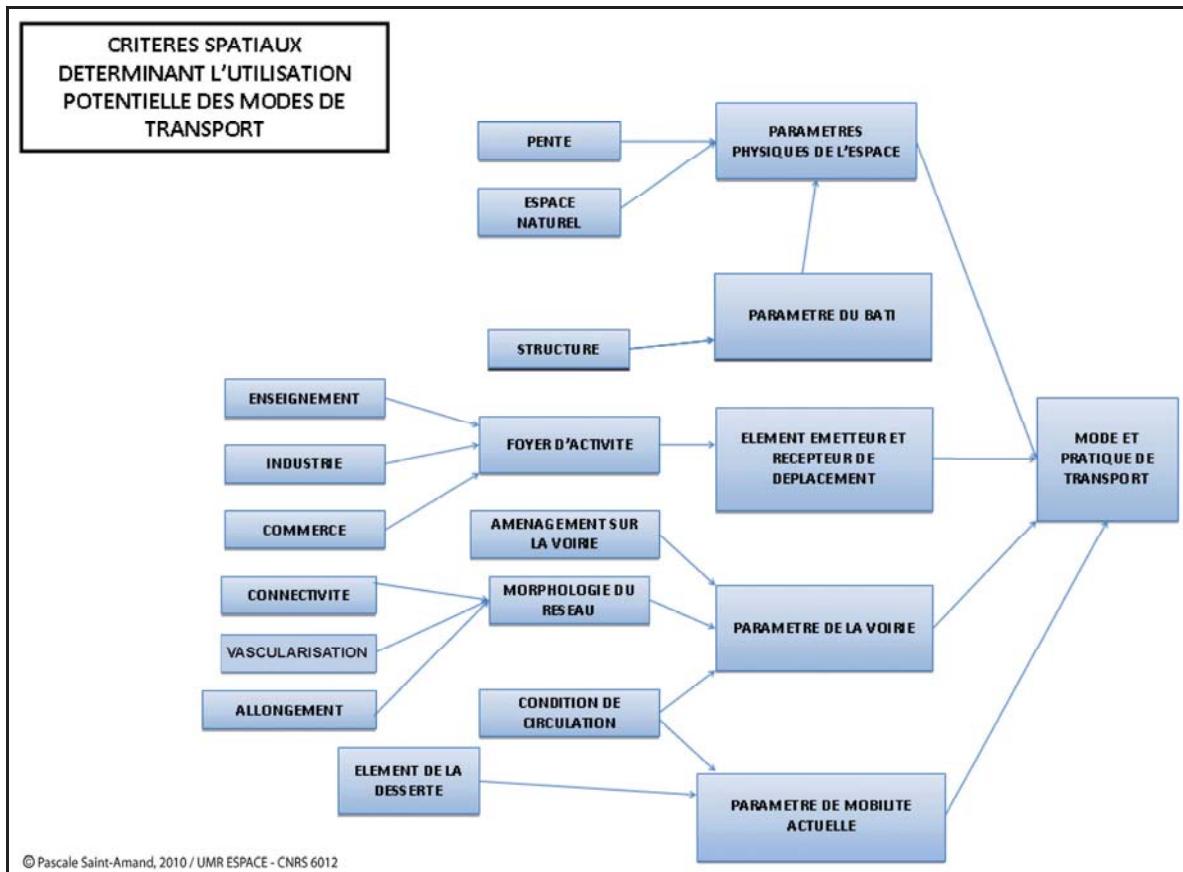 CRITERES SPATIAUX
DETERMINANT L'UTILISATION
POTENTIELLE DES MODES DE
TRANSPORT
PENTE
PARAMETRES
PHYSIQUES DE L'ESPACE
ESPACE
NATUREL
PARAMETRE DU BATI
STRUCTURE
ENSEIGNEMENT
INDUSTRIE
COMMERCE
FOYER D'ACTIVITE
ELEMENT EMETTEUR ET
RECEPTEUR DE
DEPLACEMENT
MODE ET
PRATIQUE DE
TRANSPORT
AMENAGEMENT SUR
LA VOIRIE
CONNECTIVITE
VASCULARISATION
ALLONGEMENT
MORPHOLOGIE DU
RESEAU
PARAMETRE DE LA VOIRIE
CONDITION DE
CIRCULATION
ELEMENT DE LA
DESSERTE
PARAMETRE DE MOBILITE
ACTUELLE
© Pascale Saint-Amand, 2010 / UMR ESPACE - CNRS 6012